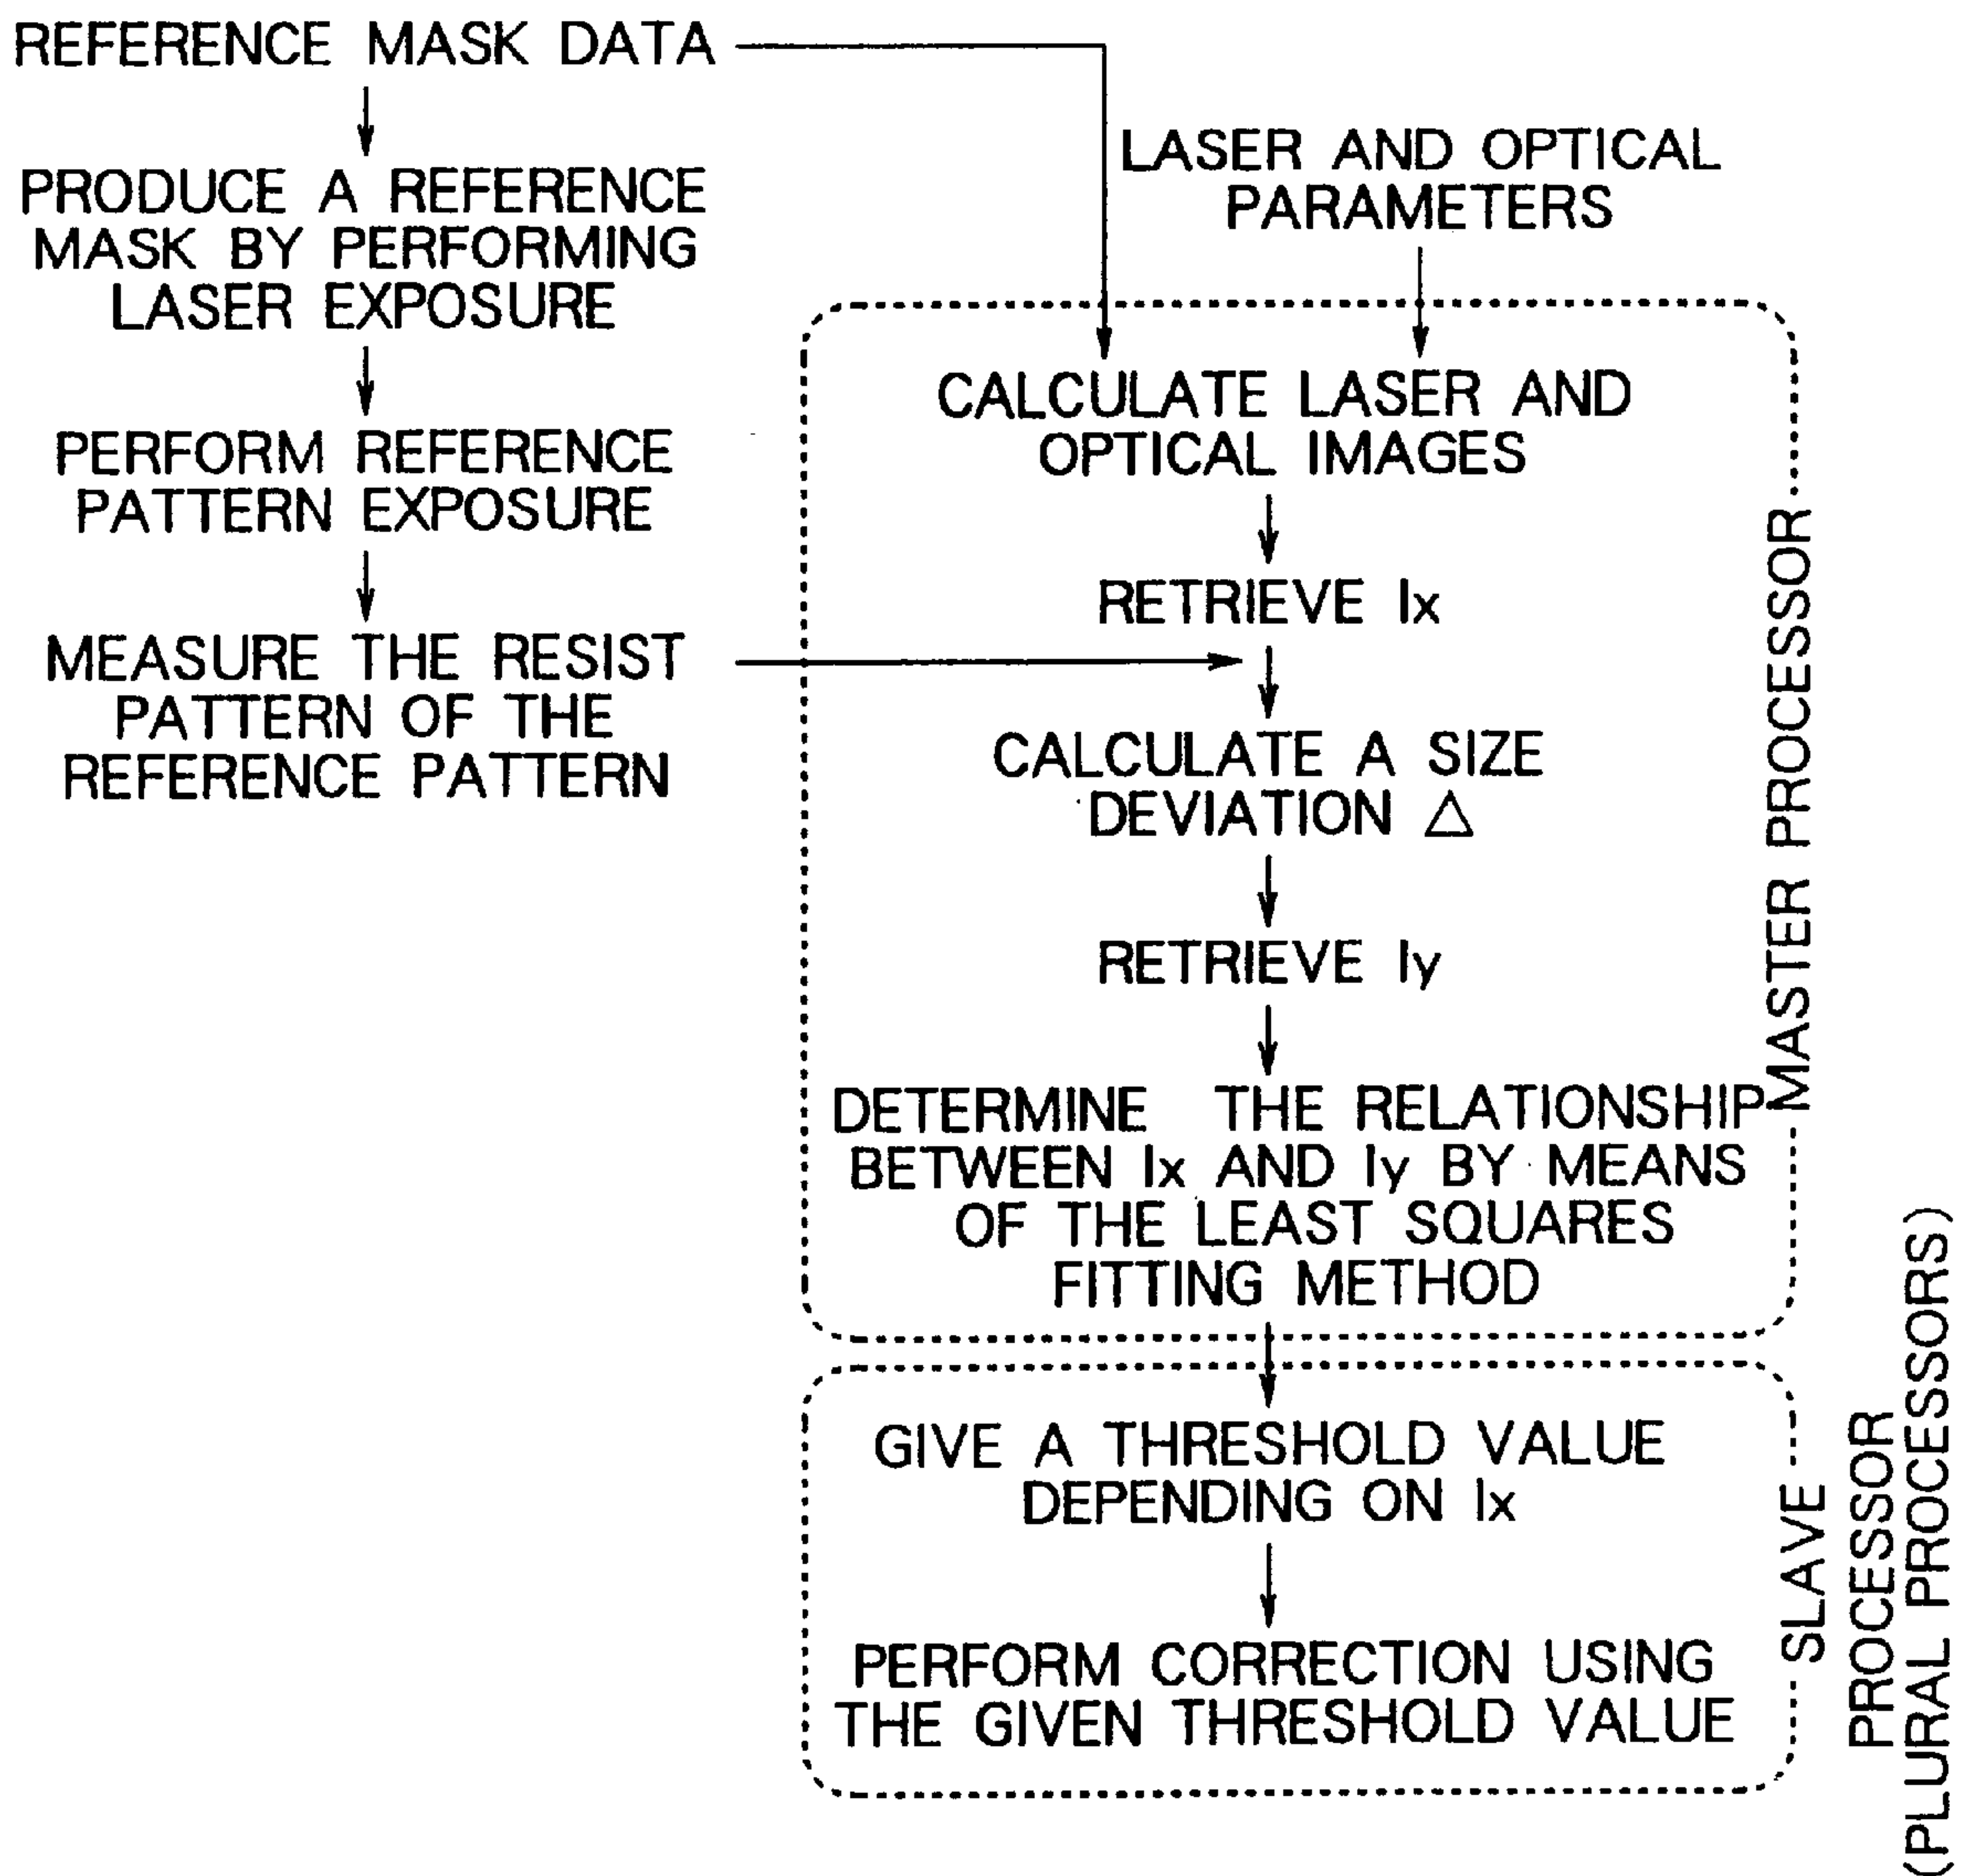 REFERENCE MASK DATA
PRODUCE A REFERENCE
MASK BY PERFORMING
LASER EXPOSURE
PERFORM REFERENCE
PATTERN EXPOSURE
MEASURE THE RESIST
PATTERN OF THE
REFERENCE PATTERN
LASER AND OPTICAL
PARAMETERS
CALCULATE LASER AND
OPTICAL IMAGES
RETRIEVE Ix
CALCULATE A SIZE
DEVIATION △
RETRIEVE Iy
DETERMINE THE RELATIONSHIP
BETWEEN Ix AND Iy BY MEANS
OF THE LEAST SQUARES
FITTING METHOD
MASTER PROCESSOR
GIVE A THRESHOLD VALUE
DEPENDING ON Ix
PERFORM CORRECTION USING
THE GIVEN THRESHOLD VALUE
SLAVE
PROCESSOR
(PLURAL PROCESSORS)